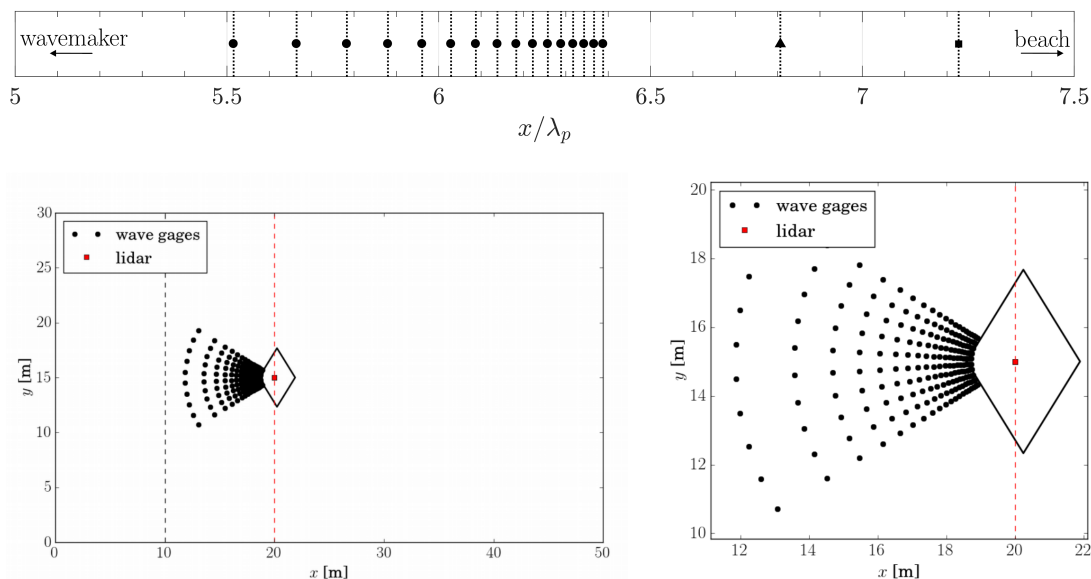 wavemaker
beach
5 5.5 6 6.5 7 7.5
x/λₚ
30
25
20
15
10
5
0
y [m]
wave gages
lidar
0 10 20 30 40 50
x [m]
20
18
16
14
12
10
y [m]
wave gages
lidar
12 14 16 18 20 22
x [m]